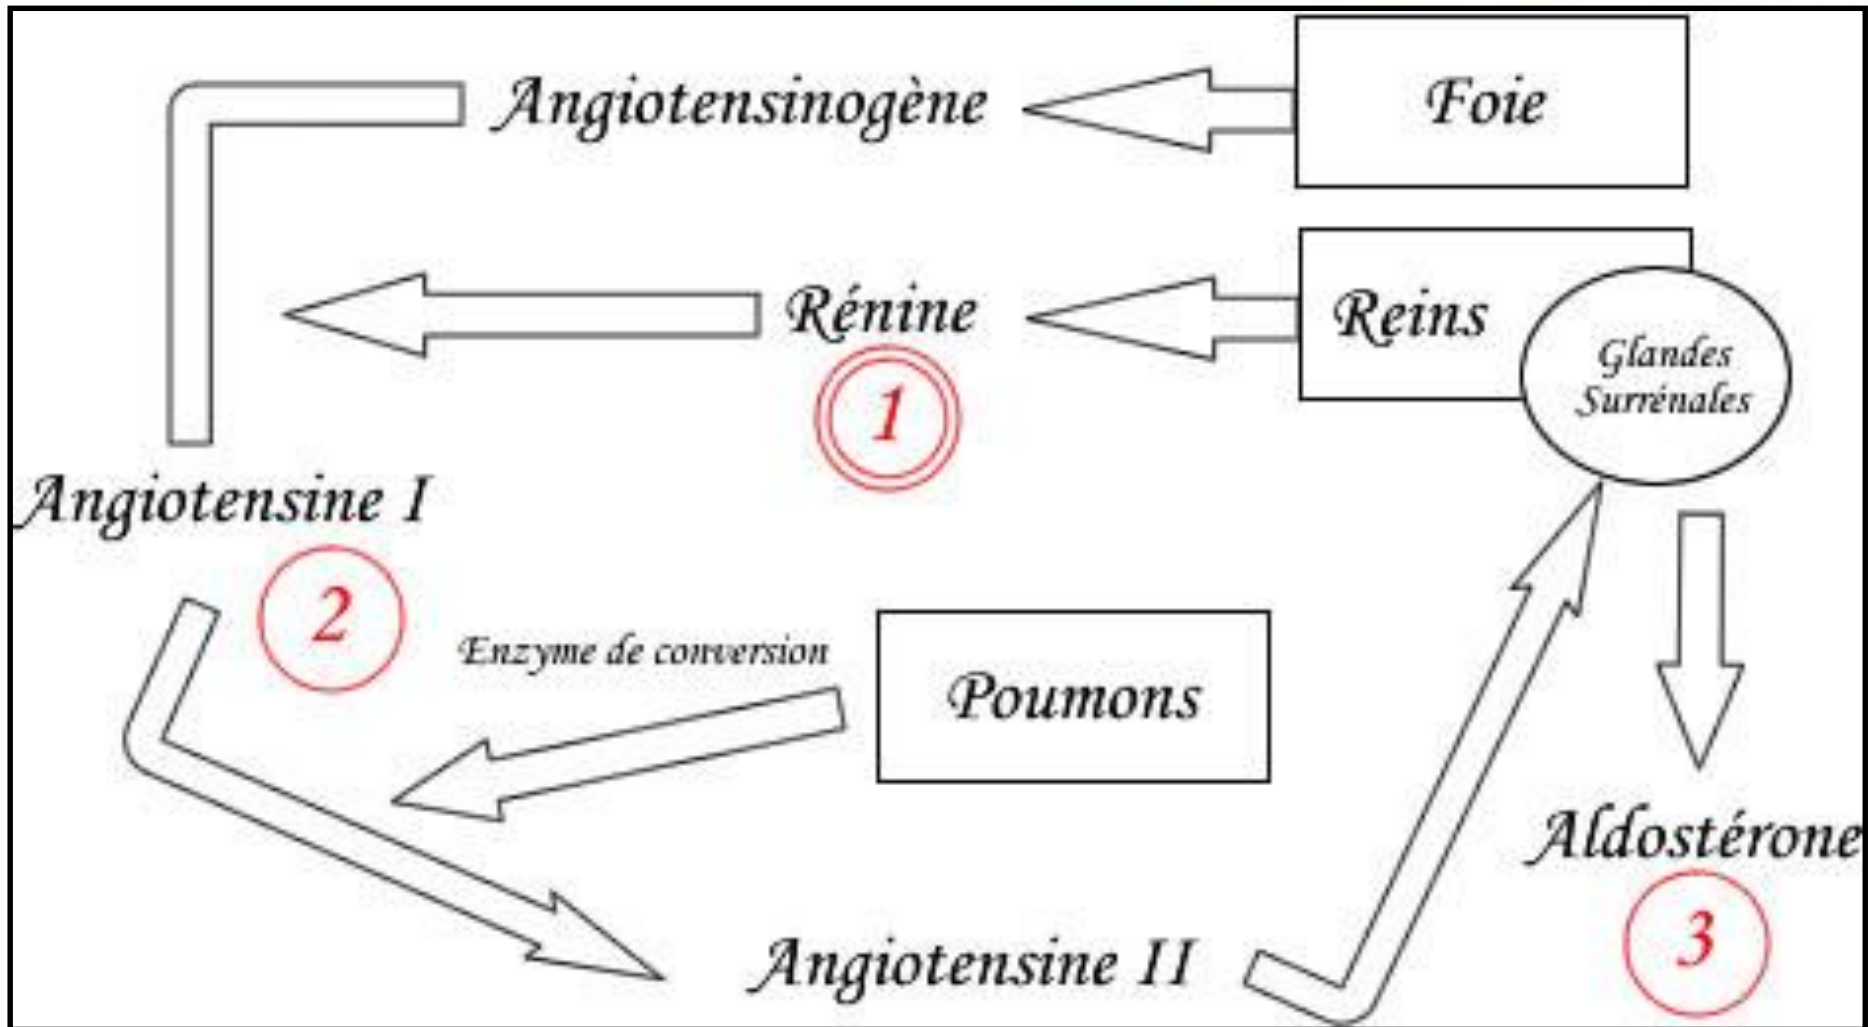 Angiotensinogène
Foie
Rénine
Reins
Glandes
Surrénales
1
Angiotensine I
2
Enzyme de conversion
Poumons
Aldostérone
3
Angiotensine II